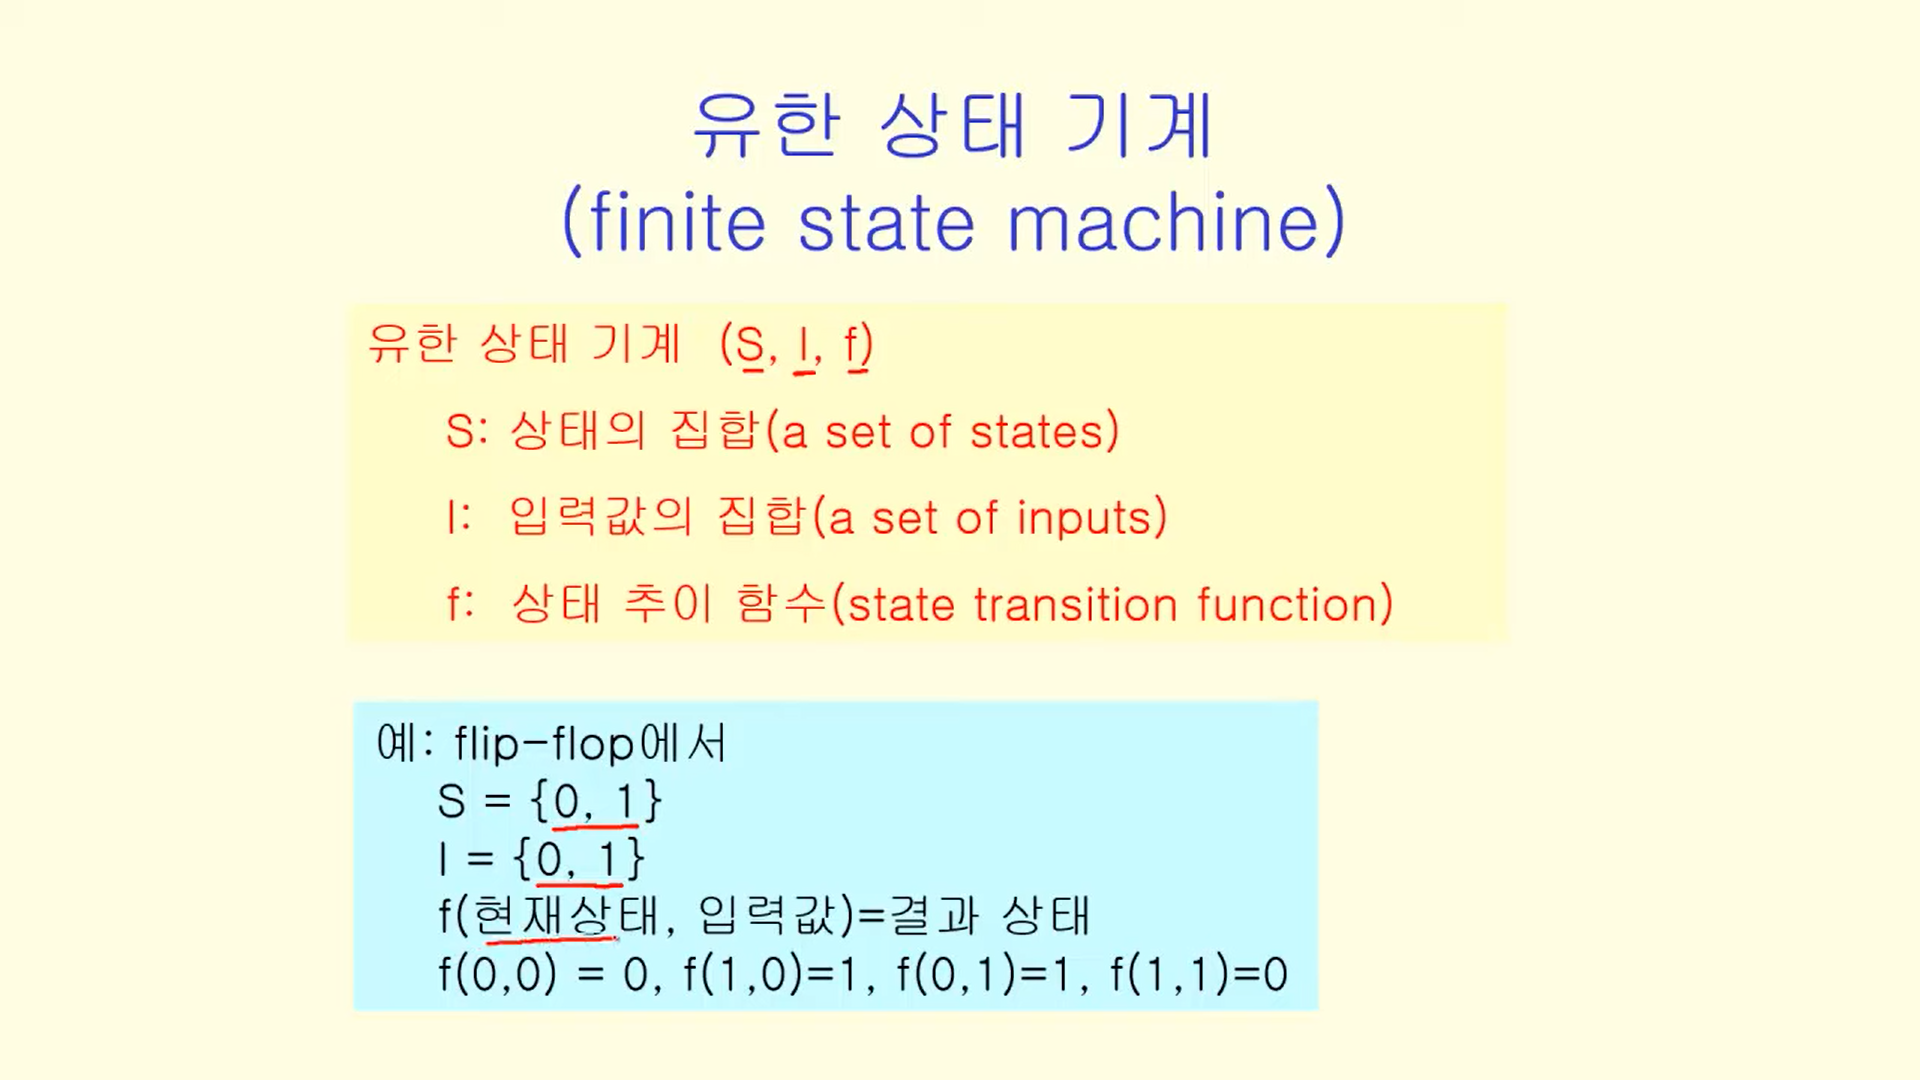 유한 상태 기계
(finite state machine)
유한 상태 기계 (S, I, f)
S: 상태의 집합(a set of states)
I: 입력값의 집합(a set of inputs)
f: 상태 추이 함수(state transition function)
예: flip-flop에서
S = {0, 1}
I = {0, 1}
f(현재상태, 입력값)=결과 상태
f(0,0) = 0, f(1,0)=1, f(0,1)=1, f(1,1)=0